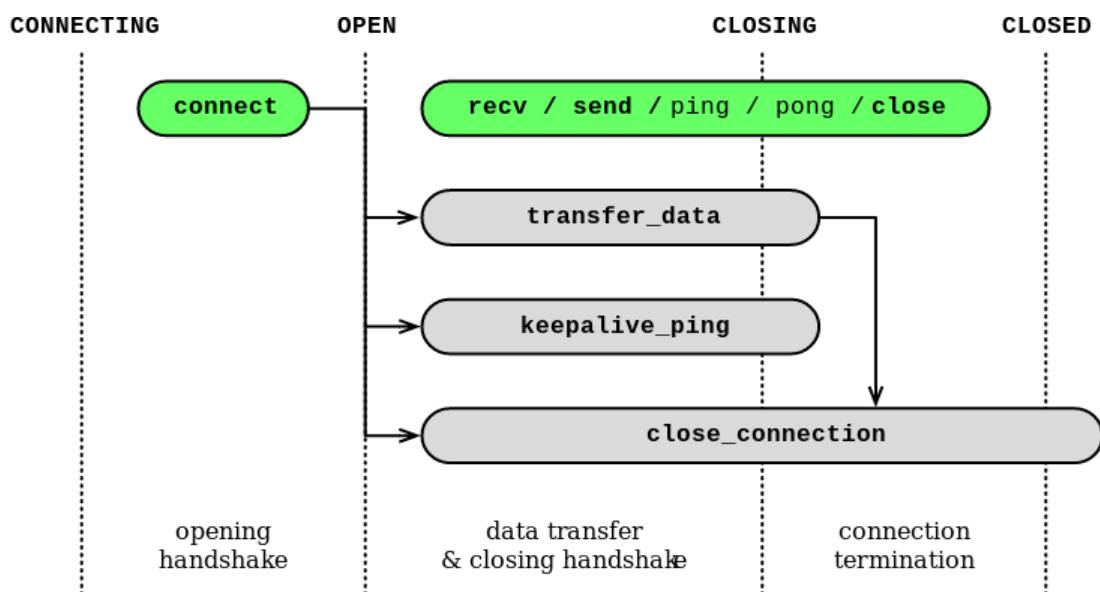 CONNECTING OPEN CLOSING CLOSED
connect recv / send / ping / pong / close
transfer_data
keepalive_ping
close_connection
opening data transfer connection
handshake & closing handshake termination